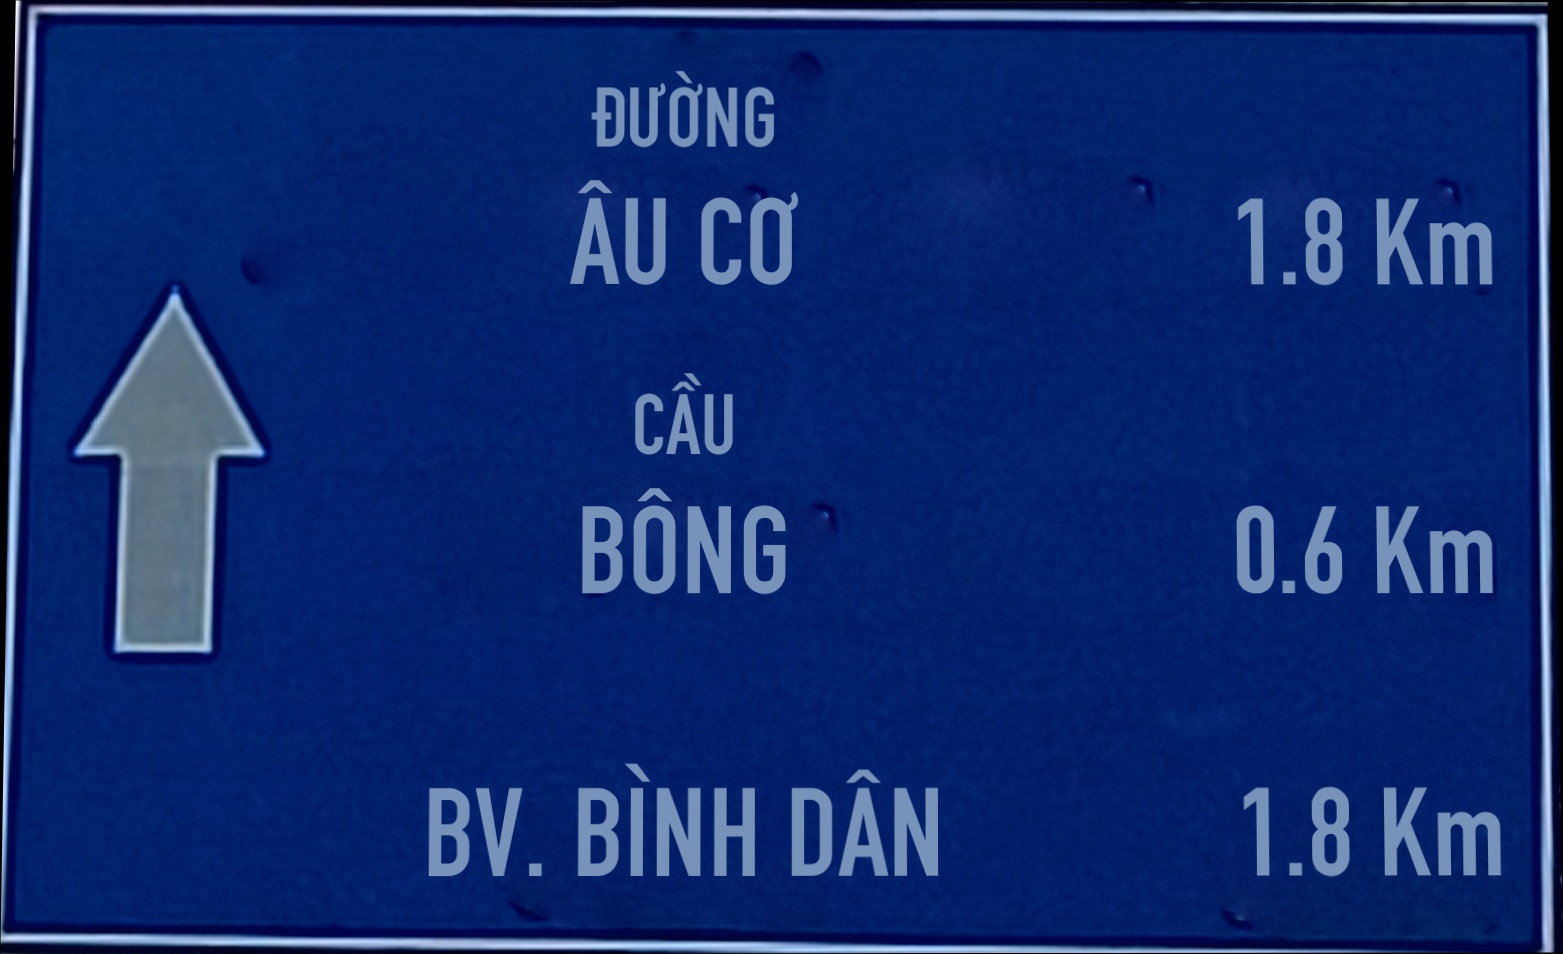 ĐƯỜNG
ÂU CƠ 1.8 Km
CẦU
BÔNG 0.6 Km
BV. BÌNH DÂN 1.8 Km